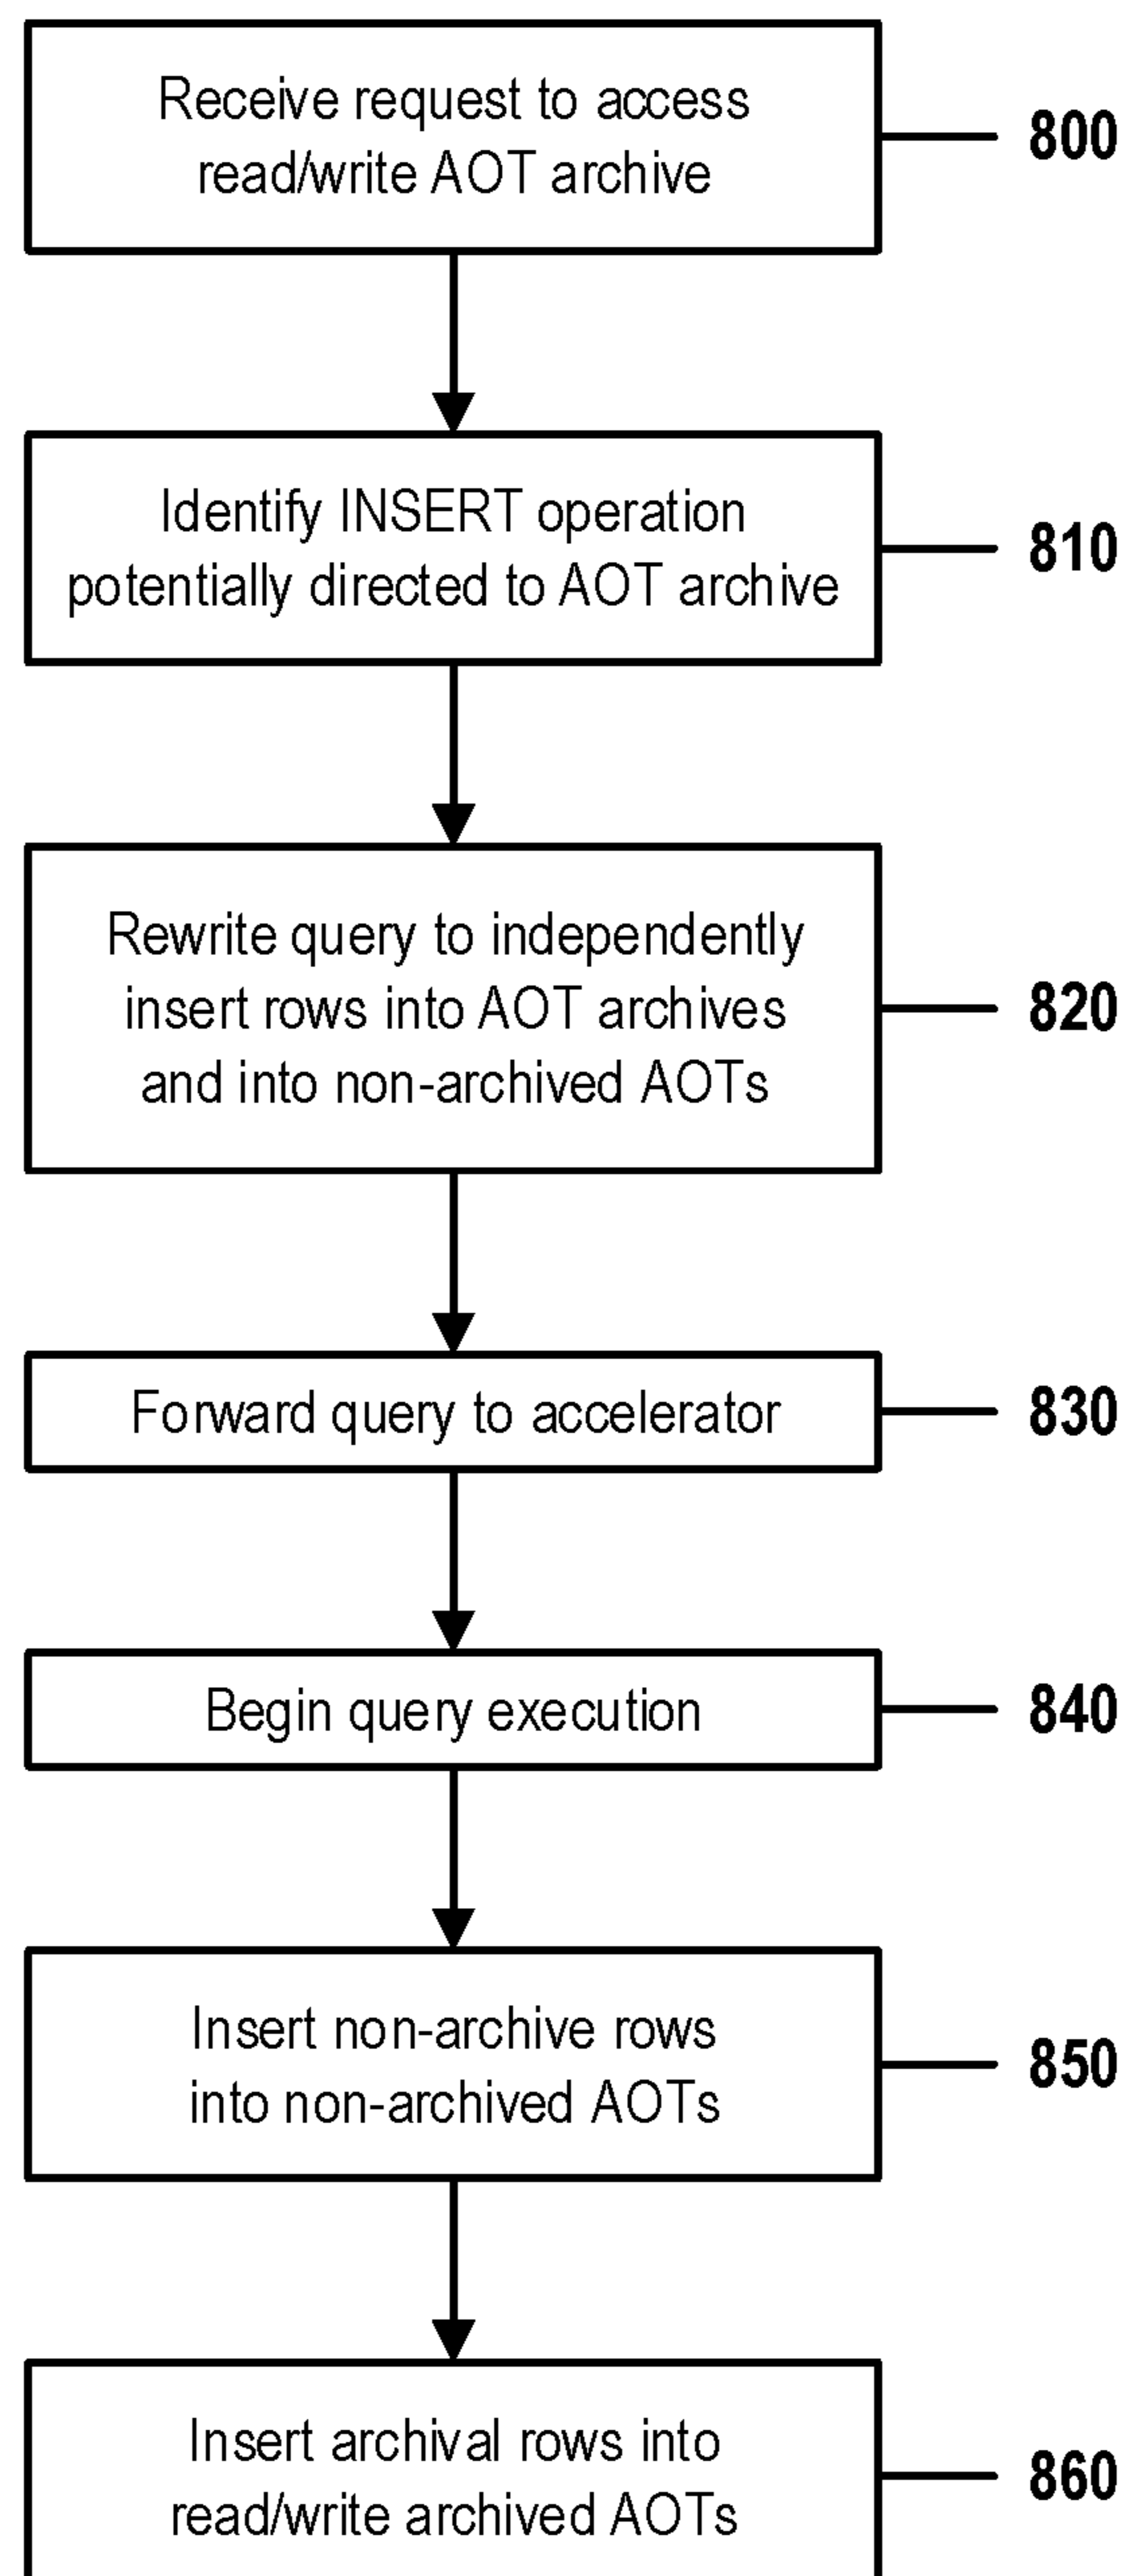 Receive request to access
read/write AOT archive
800
Identify INSERT operation
potentially directed to AOT archive
810
Rewrite query to independently
insert rows into AOT archives
and into non-archived AOTs
820
Forward query to accelerator
830
Begin query execution
840
Insert non-archive rows
into non-archived AOTs
850
Insert archival rows into
read/write archived AOTs
860